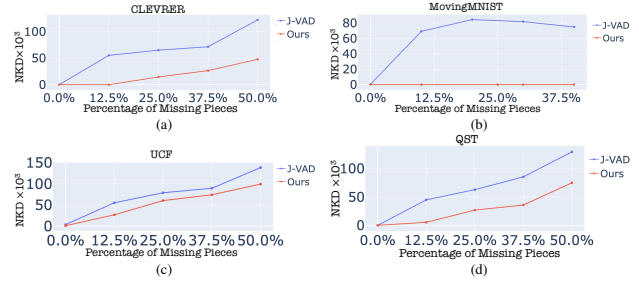 CLEVRER
NKD×10³
100
50
0
0.0% 12.5% 25.0% 37.5% 50.0%
Percentage of Missing Pieces
J-VAD
Ours
(a)
MovingMNIST
NKD ×10³
80
60
40
20
0
0.0% 12.5% 25.0% 37.5%
Percentage of Missing Pieces
J-VAD
Ours
(b)
UCF
NKD× 10³
150
100
50
0
0.0% 12.5% 25.0% 37.5% 50.0%
Percentage of Missing Pieces
J-VAD
Ours
(c)
QST
NKD ×10³
100
50
0
0.0% 12.5% 25.0% 37.5% 50.0%
Percentage of Missing Pieces
J-VAD
Ours
(d)